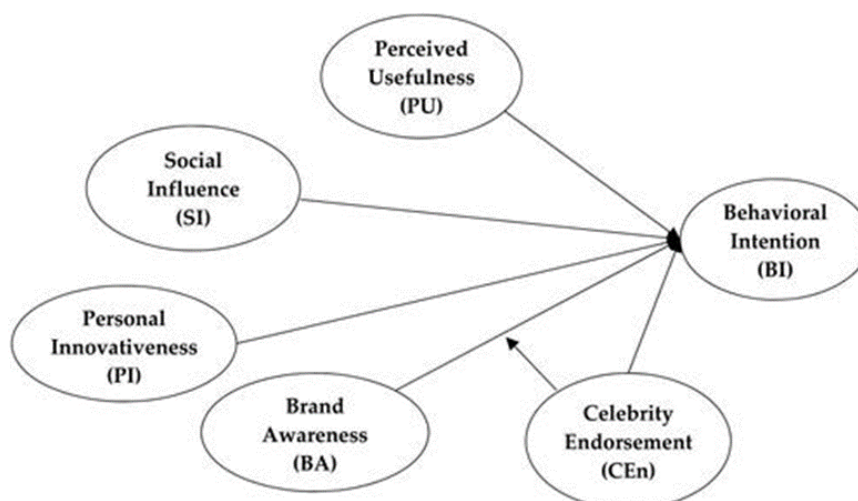 Perceived
Usefulness
(PU)
Social
Influence
(SI)
Behavioral
Intention
(BI)
Personal
Innovativeness
(PI)
Brand
Awareness
(BA)
Celebrity
Endorsement
(CEn)